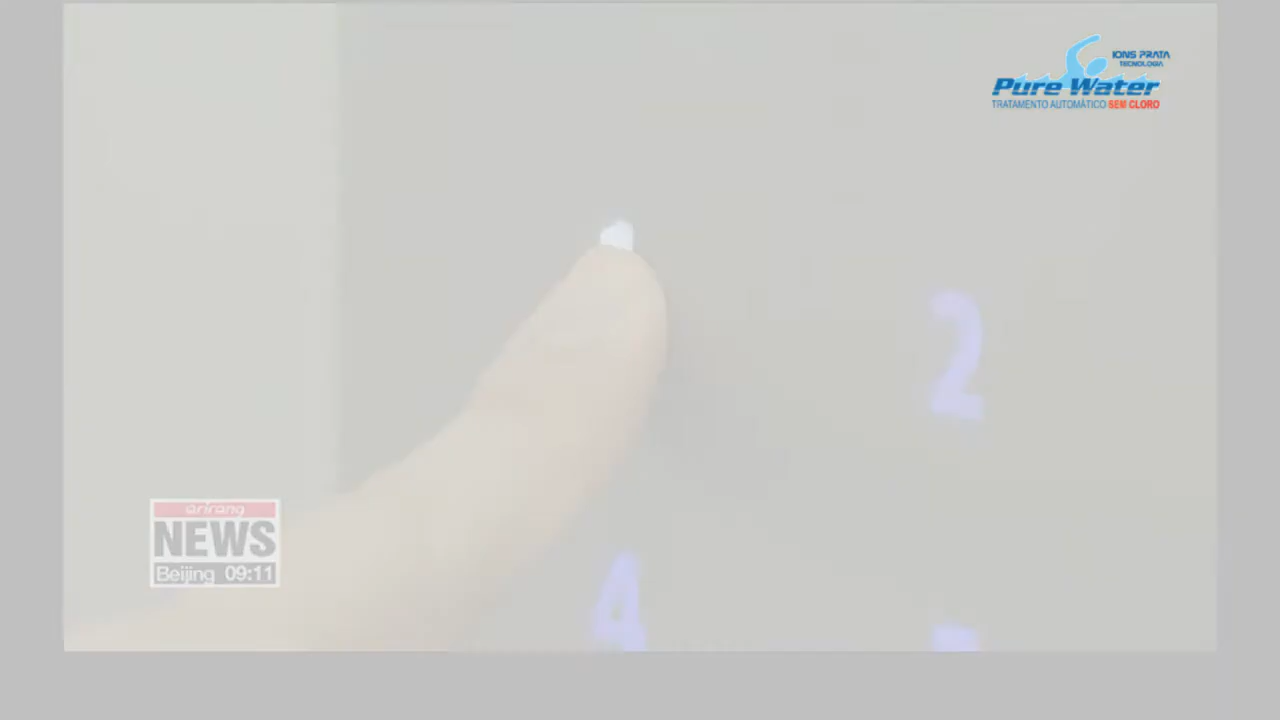 IONS PRATA
TECNOLOGIA
Pure Water
TRATAMENTO AUTOMÁTICO SEM CLORO
2
arirang
NEWS
Beijing 09:11
4